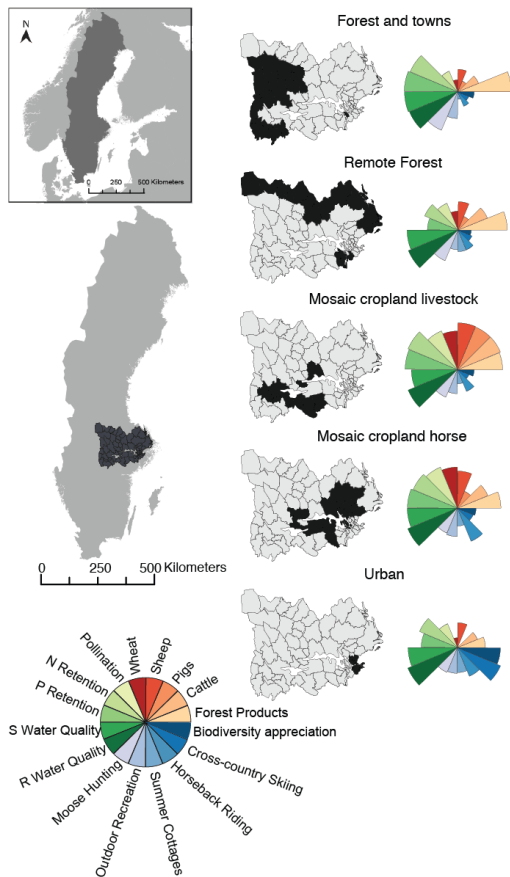 N
0 250 500 Kilometers
0 250 500 Kilometers
Forest and towns
Remote Forest
Mosaic cropland livestock
Mosaic cropland horse
Urban
Wheat
Sheep
Pigs
Cattle
Forest Products
Biodiversity appreciation
Cross-country Skiing
Horseback Riding
Summer Cottages
Outdoor Recreation
Moose Hunting
R Water Quality
S Water Quality
P Retention
N Retention
Pollination